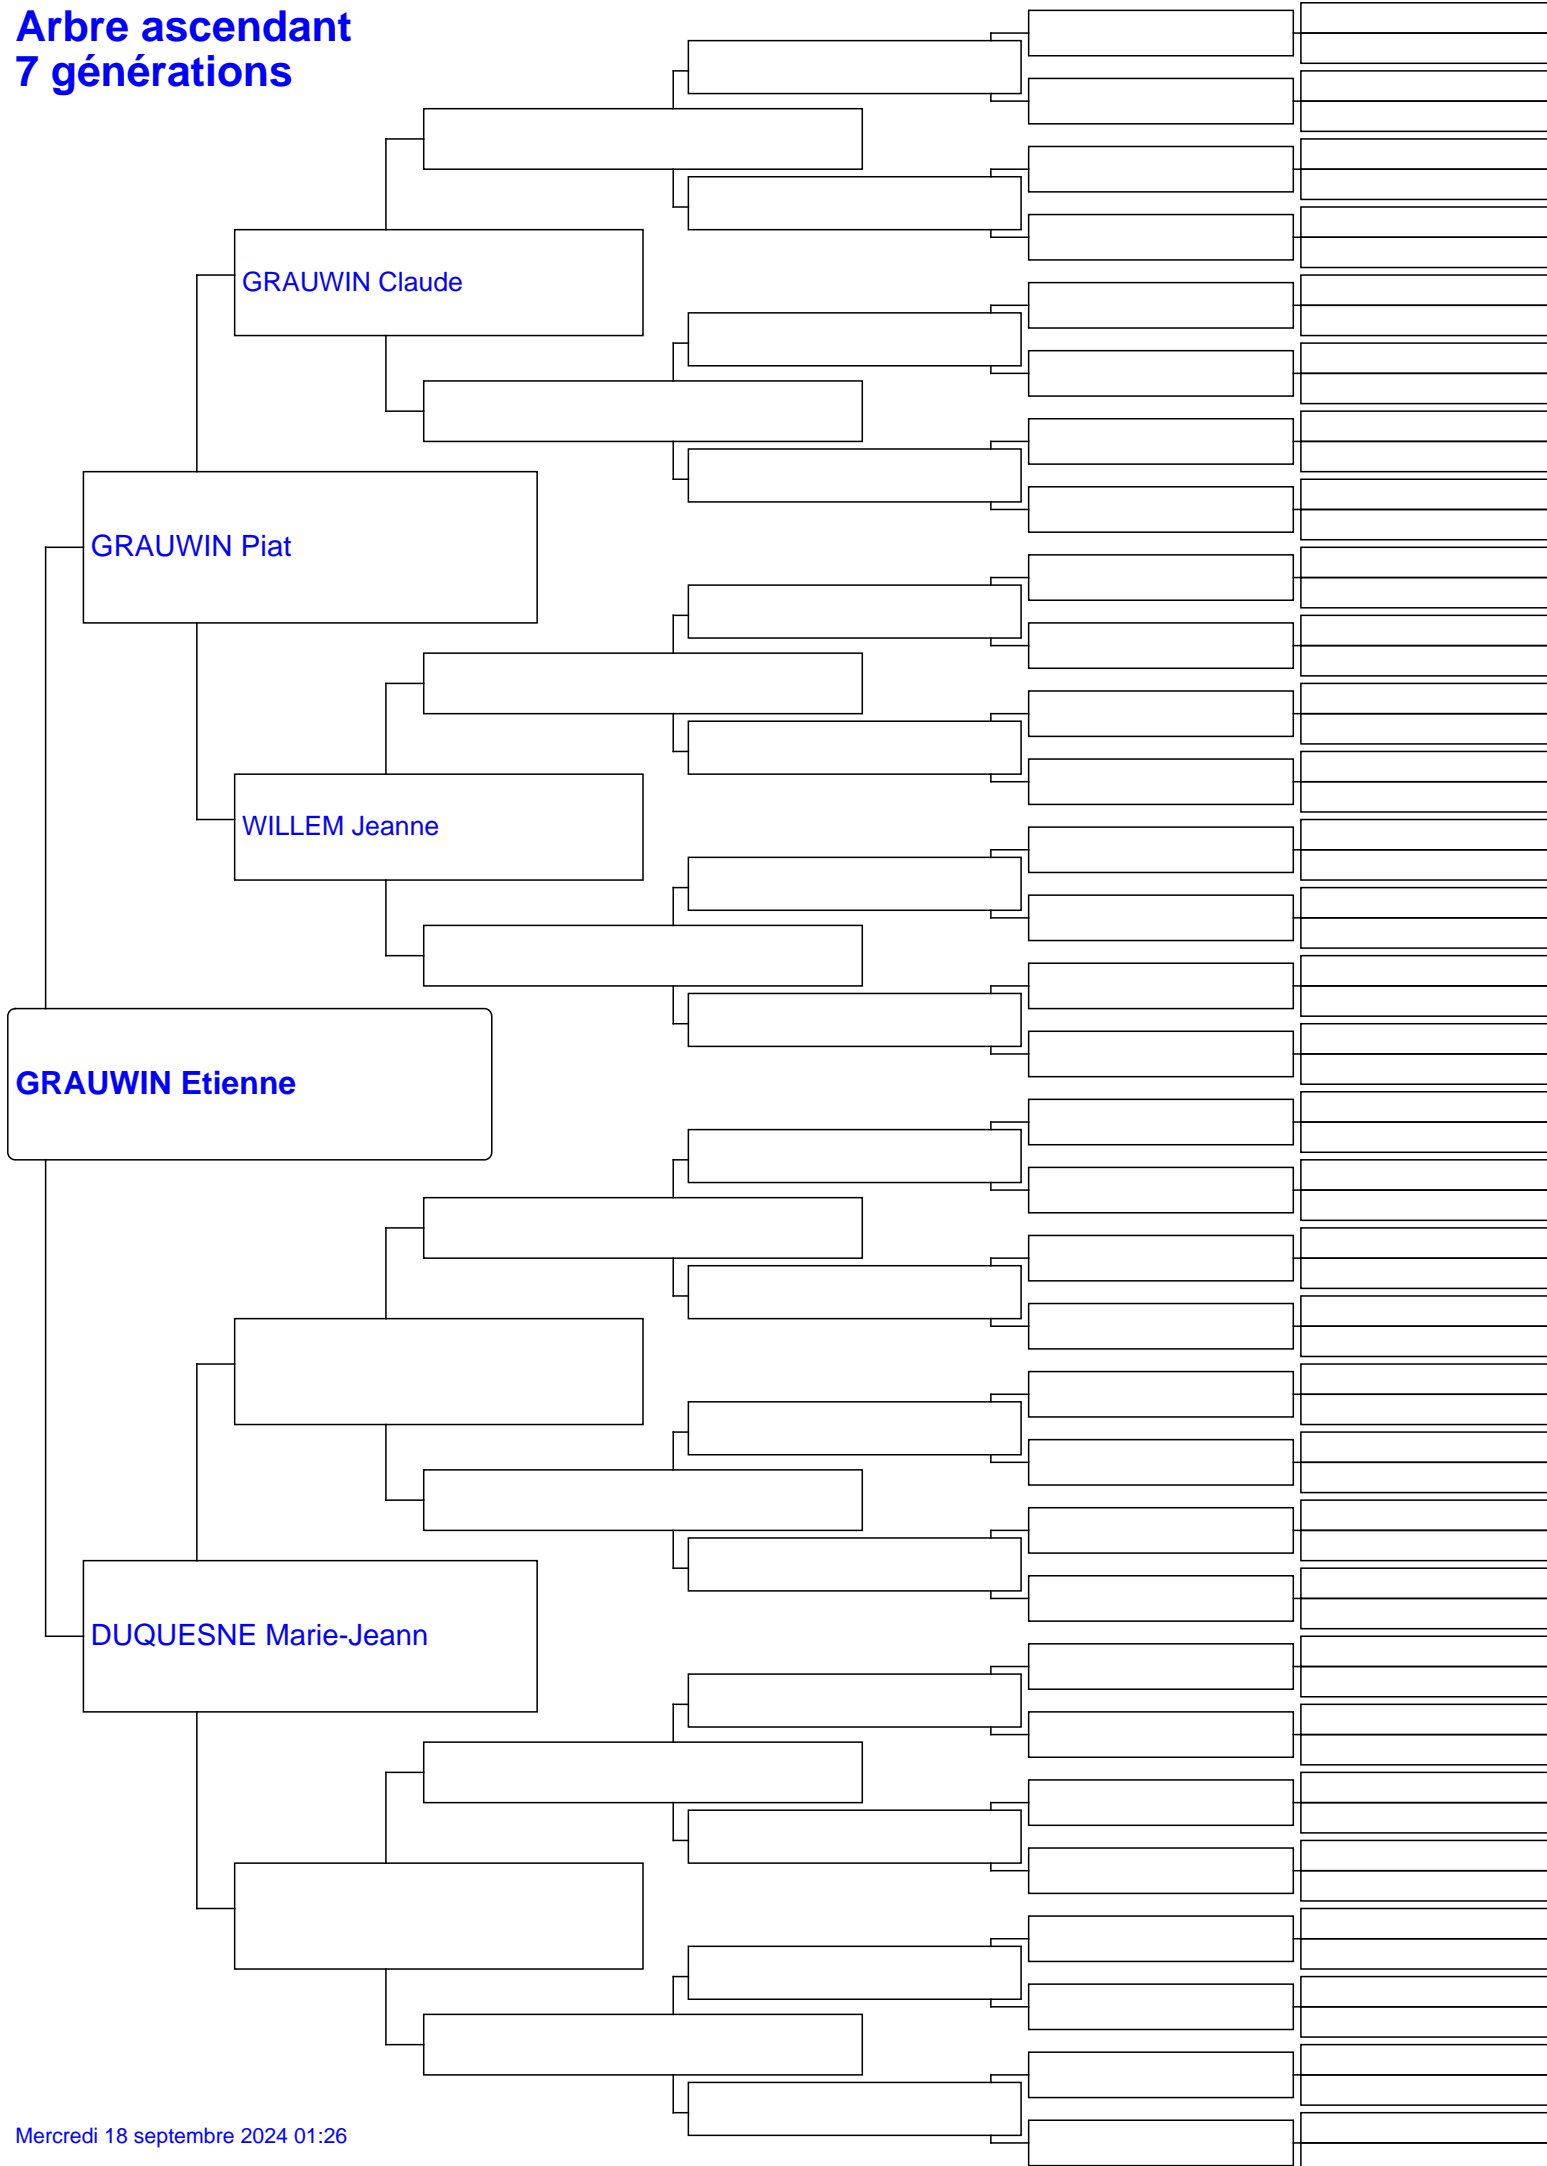 Arbre ascendant
7 générations
GRAUWIN Claude
GRAUWIN Piat
WILLEM Jeanne
GRAUWIN Etienne
DUQUESNE Marie-Jeann
Mercredi 18 septembre 2024 01:26